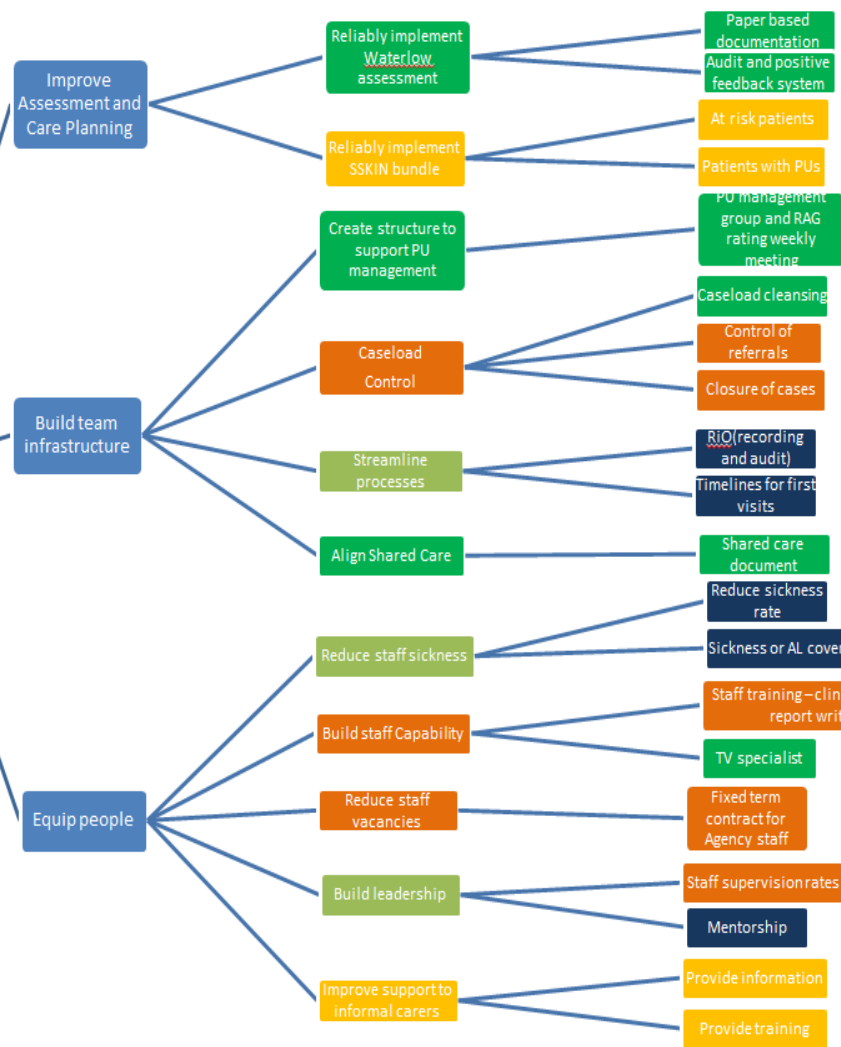 Improve
Assessment and
Care Planning
Reliably implement
Waterlow
assessment
Paper based
documentation
Audit and positive
feedback system
Reliably implement
SSKIN bundle
At risk patients
Patients with PUs
Build team
infrastructure
Create structure to
support PU
management
PU management
group and RAG
rating weekly
meeting
Caseload
Control
Caseload cleansing
Control of
referrals
Closure of cases
Streamline
processes
RiO(recording
and audit)
Timelines for first
visits
Align Shared Care
Shared care
document
Equip people
Reduce staff sickness
Reduce sickness
rate
Sickness or AL cover
Build staff Capability
Staff training – clin
report writ
TV specialist
Reduce staff
vacancies
Fixed term
contract for
Agency staff
Build leadership
Staff supervision rates
Mentorship
Improve support to
informal carers
Provide information
Provide training